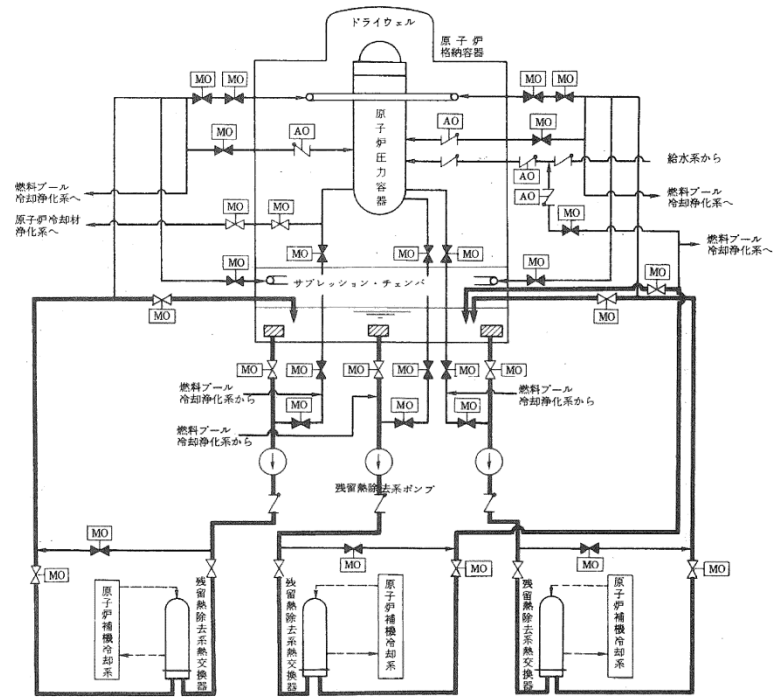 ドライウェル
原子炉
格納容器
MO
MO
MO
MO
原子炉圧力容器
AO
MO
MO
AO
給水系から
AO
燃料プール
冷却浄化系へ
AO
MO
燃料プール
冷却浄化系へ
原子炉冷却材
浄化系へ
MO
MO
燃料プール
冷却浄化系へ
MO
MO
MO
MO
MO
MO
サプレッション・チェンバ
MO
MO
MO
MO
MO
MO
MO
MO
燃料プール
冷却浄化系から
燃料プール
冷却浄化系から
MO
MO
MO
燃料プール
冷却浄化系から
残留熱除去系ポンプ
MO
MO
MO
MO
MO
MO
原子炉補機冷却系
残留熱除去系熱交換器
残留熱除去系熱交換器
原子炉補機冷却系
残留熱除去系熱交換器
原子炉補機冷却系